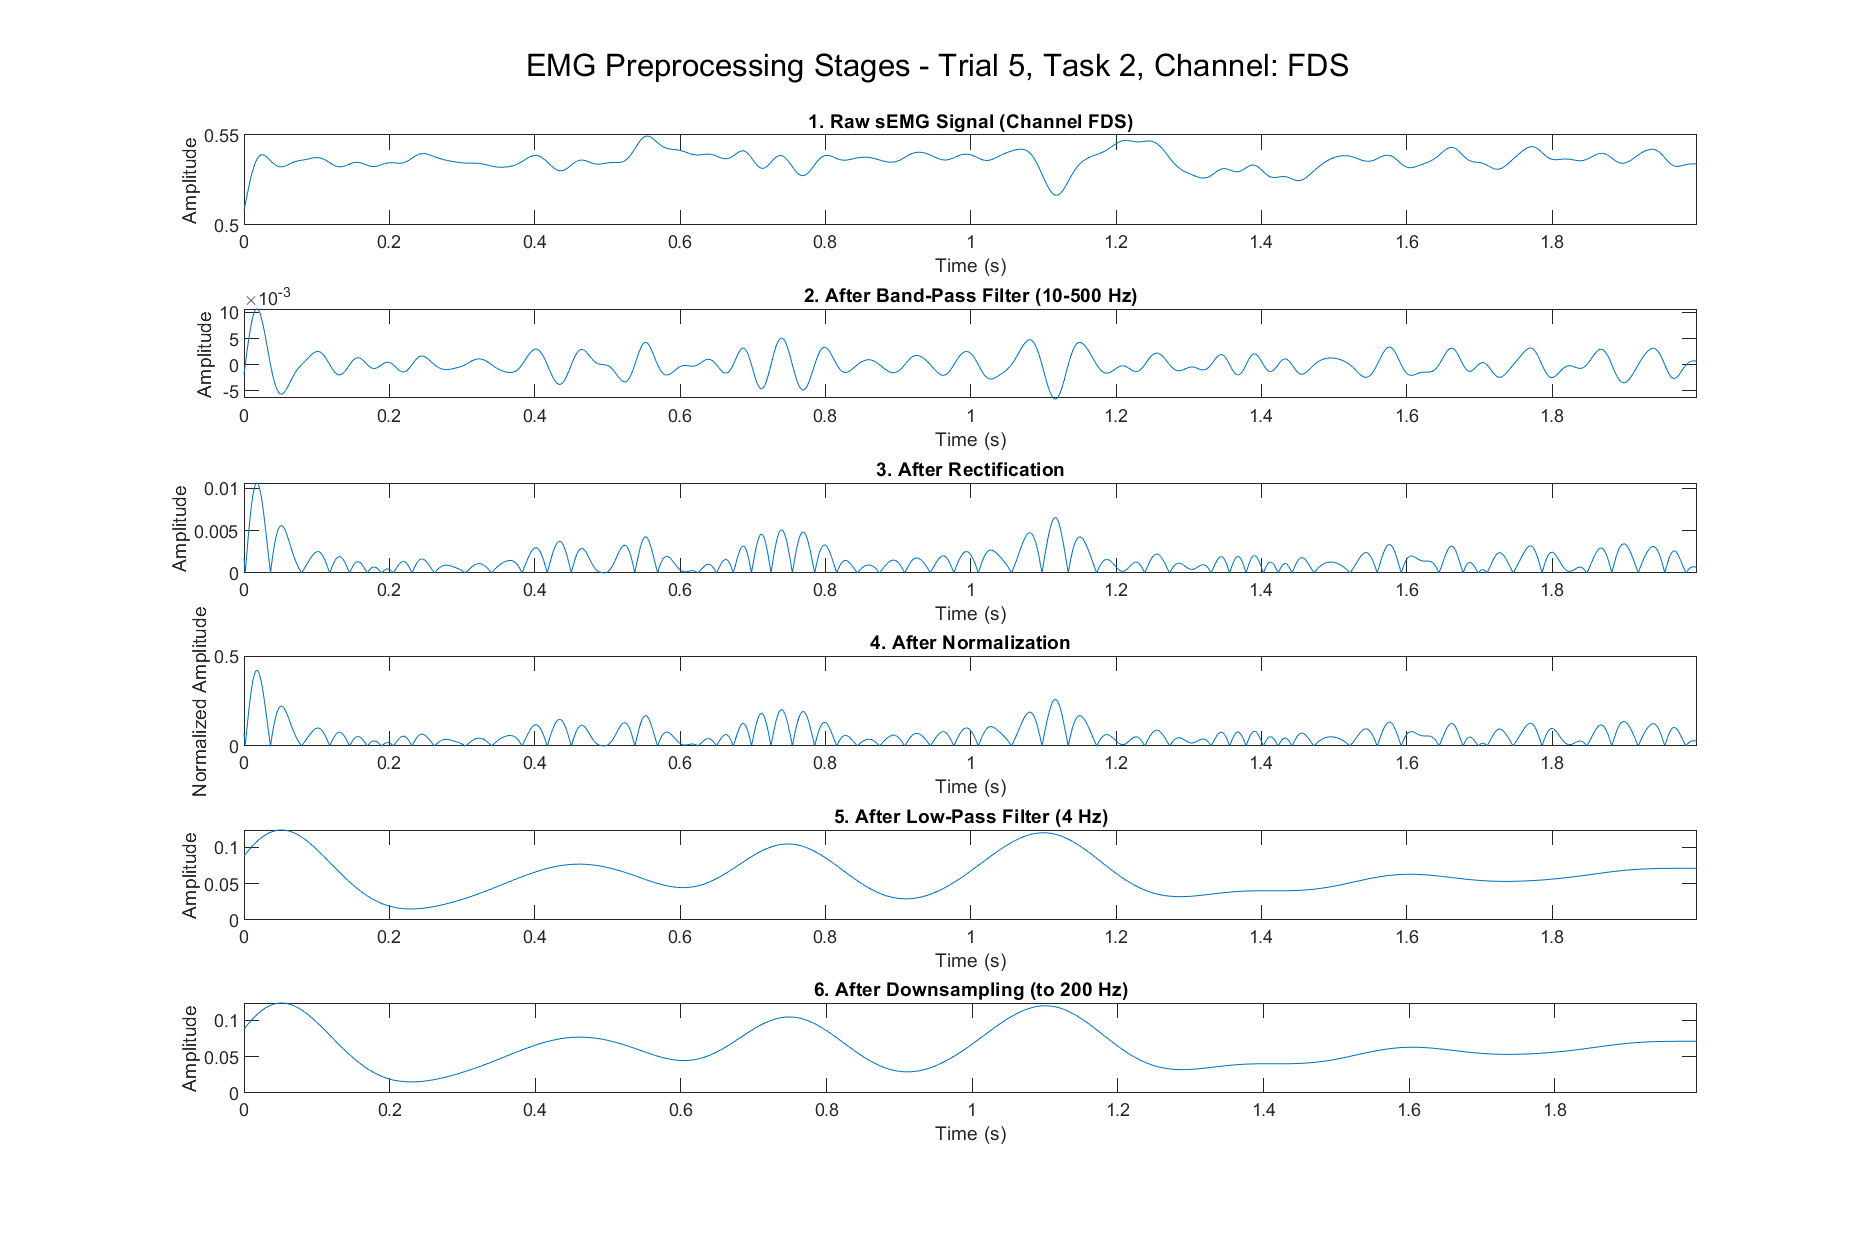 EMG Preprocessing Stages - Trial 5, Task 2, Channel: FDS
1. Raw sEMG Signal (Channel FDS)
Amplitude
0.55
0.5
0 0.2 0.4 0.6 0.8 1 1.2 1.4 1.6 1.8
Time (s)
2. After Band-Pass Filter (10-500 Hz)
×10⁻³
Amplitude
10
5
0
-5
0 0.2 0.4 0.6 0.8 1 1.2 1.4 1.6 1.8
Time (s)
3. After Rectification
Amplitude
0.01
0.005
0
0 0.2 0.4 0.6 0.8 1 1.2 1.4 1.6 1.8
Time (s)
4. After Normalization
Normalized Amplitude
0.5
0
0 0.2 0.4 0.6 0.8 1 1.2 1.4 1.6 1.8
Time (s)
5. After Low-Pass Filter (4 Hz)
Amplitude
0.1
0.05
0
0 0.2 0.4 0.6 0.8 1 1.2 1.4 1.6 1.8
Time (s)
6. After Downsampling (to 200 Hz)
Amplitude
0.1
0.05
0
0 0.2 0.4 0.6 0.8 1 1.2 1.4 1.6 1.8
Time (s)